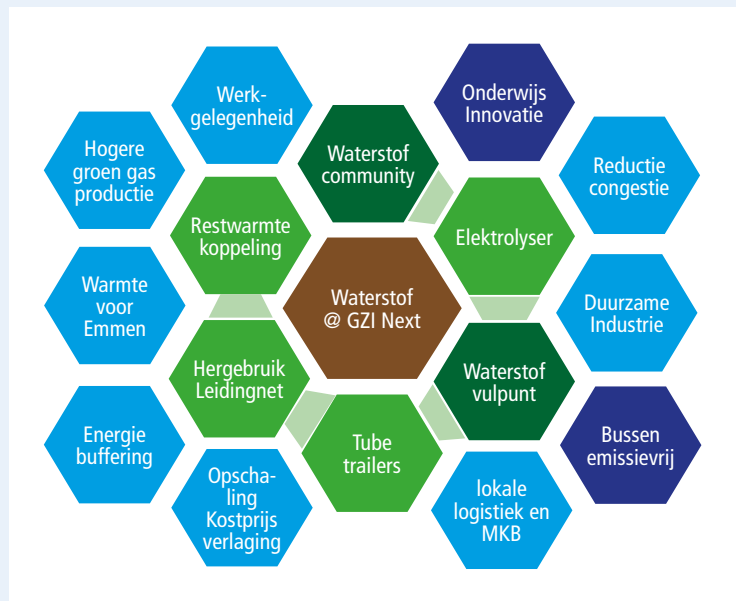 Werk-
gelegenheid
Onderwijs
Innovatie
Hogere
groen gas
productie
Waterstof
community
Reductie
congestie
Restwarmte
koppeling
Elektrolyser
Warmte
voor
Emmen
Waterstof
@ GZI Next
Duurzame
Industrie
Hergebruik
Leidingnet
Waterstof
vulpunt
Energie
buffering
Tube
trailers
Bussen
emissievrij
Opscha-
ling
Kostprijs
verlaging
lokale
logistiek en
MKB